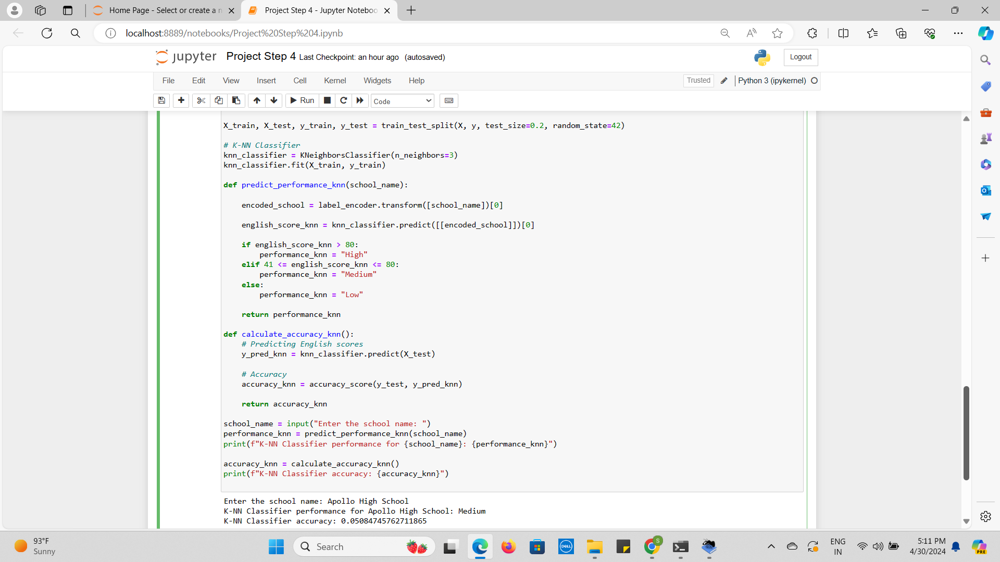 Home Page - Select or create a n
Project Step 4 - Jupyter Noteboo
localhost:8889/notebooks/Project%20Step%204.ipynb
jupyter Project Step 4 Last Checkpoint: an hour ago (autosaved)
Logout
File Edit View Insert Cell Kernel Widgets Help
Trusted
Python 3 (ipykernel)
Run
Code
X_train, X_test, y_train, y_test = train_test_split(X, y, test_size=0.2, random_state=42)
# K-NN Classifier
knn_classifier = KNeighborsClassifier(n_neighbors=3)
knn_classifier.fit(X_train, y_train)
def predict_performance_knn(school_name):
encoded_school = label_encoder.transform([school_name])[0]
english_score_knn = knn_classifier.predict([[encoded_school]])[0]
if english_score_knn > 80:
performance_knn = "High"
elif 41 <= english_score_knn <= 80:
performance_knn = "Medium"
else:
performance_knn = "Low"
return performance_knn
def calculate_accuracy_knn():
# Predicting English scores
y_pred_knn = knn_classifier.predict(X_test)
# Accuracy
accuracy_knn = accuracy_score(y_test, y_pred_knn)
return accuracy_knn
school_name = input("Enter the school name: ")
performance_knn = predict_performance_knn(school_name)
print(f"K-NN Classifier performance for {school_name}: {performance_knn}")
accuracy_knn = calculate_accuracy_knn()
print(f"K-NN Classifier accuracy: {accuracy_knn}")
Enter the school name: Apollo High School
K-NN Classifier performance for Apollo High School: Medium
K-NN Classifier accuracy: 0.05084745762711865
93°F
Sunny
Search
DELL
S
ENG
IN
5:11 PM
4/30/2024
PRE